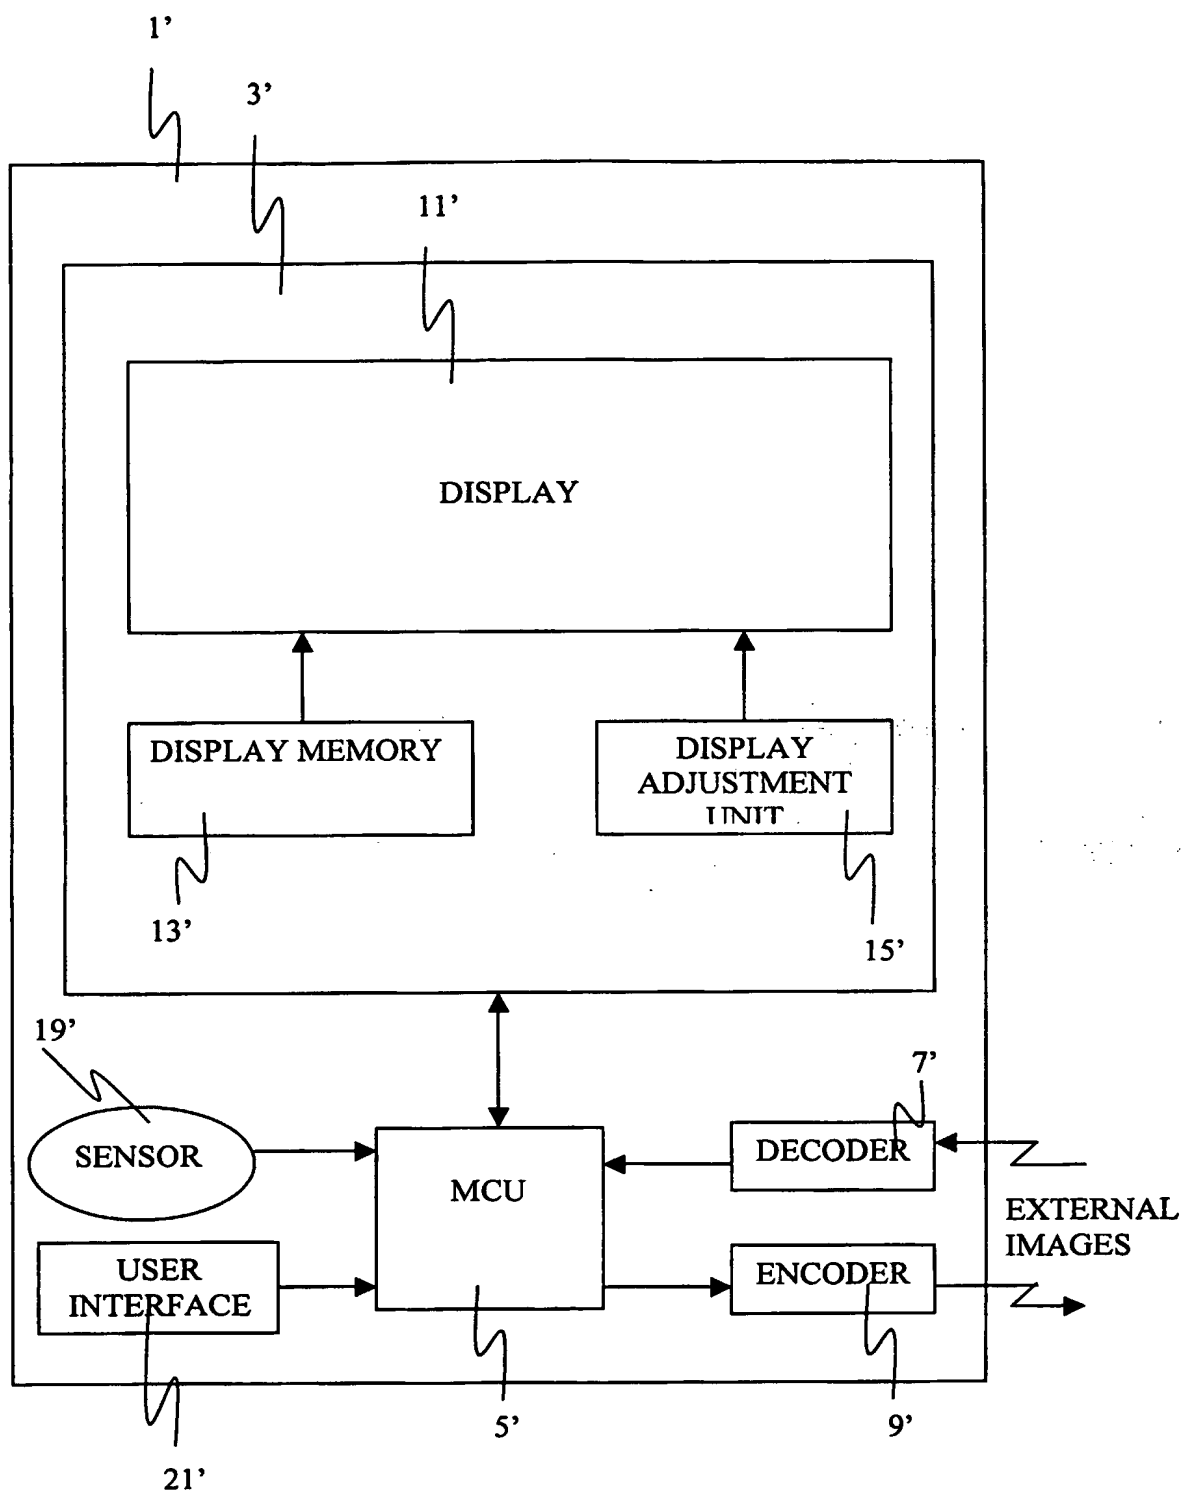 1’
3’
11’
DISPLAY
DISPLAY MEMORY
DISPLAY
ADJUSTMENT
UNIT
13’
15’
19’
7’
SENSOR
MCU
DECODER
EXTERNAL
IMAGES
USER
INTERFACE
ENCODER
5’
9’
21’